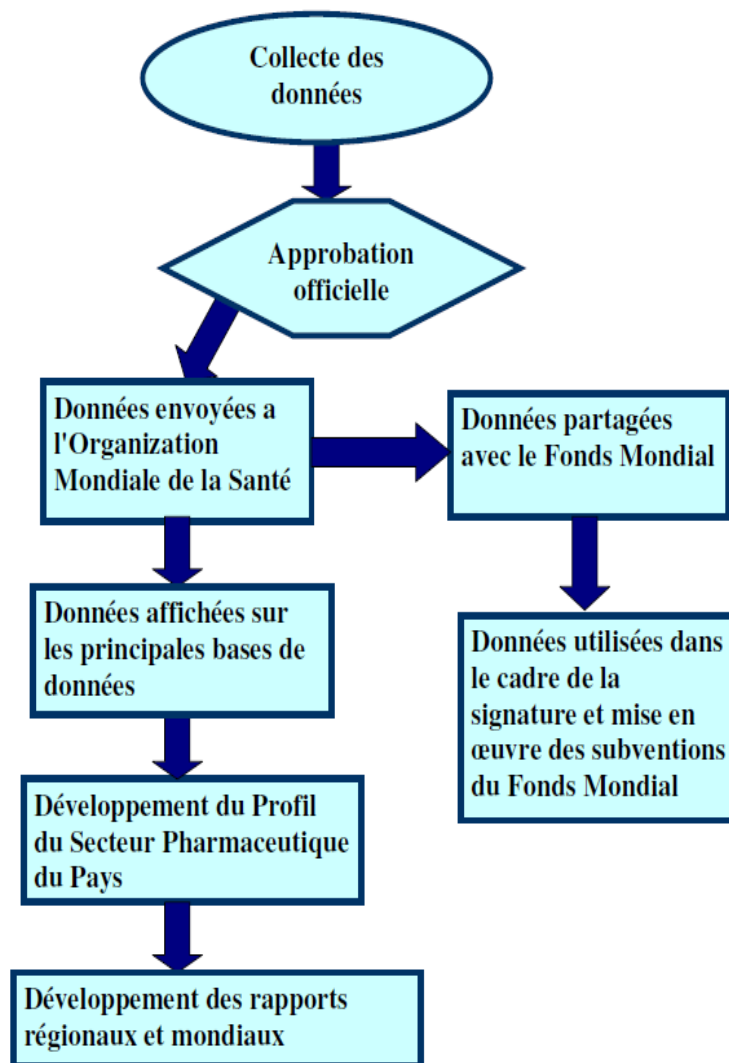 Collecte des
données
Approbation
officielle
Données envoyées a
l'Organization
Mondiale de la Santé
Données partagées
avec le Fonds Mondial
Données affichées sur
les principales bases de
données
Données utilisées dans
le cadre de la
signature et mise en
œuvre des subventions
du Fonds Mondial
Développement du Profil
du Secteur Pharmaceutique
du Pays
Développement des rapports
régionaux et mondiaux